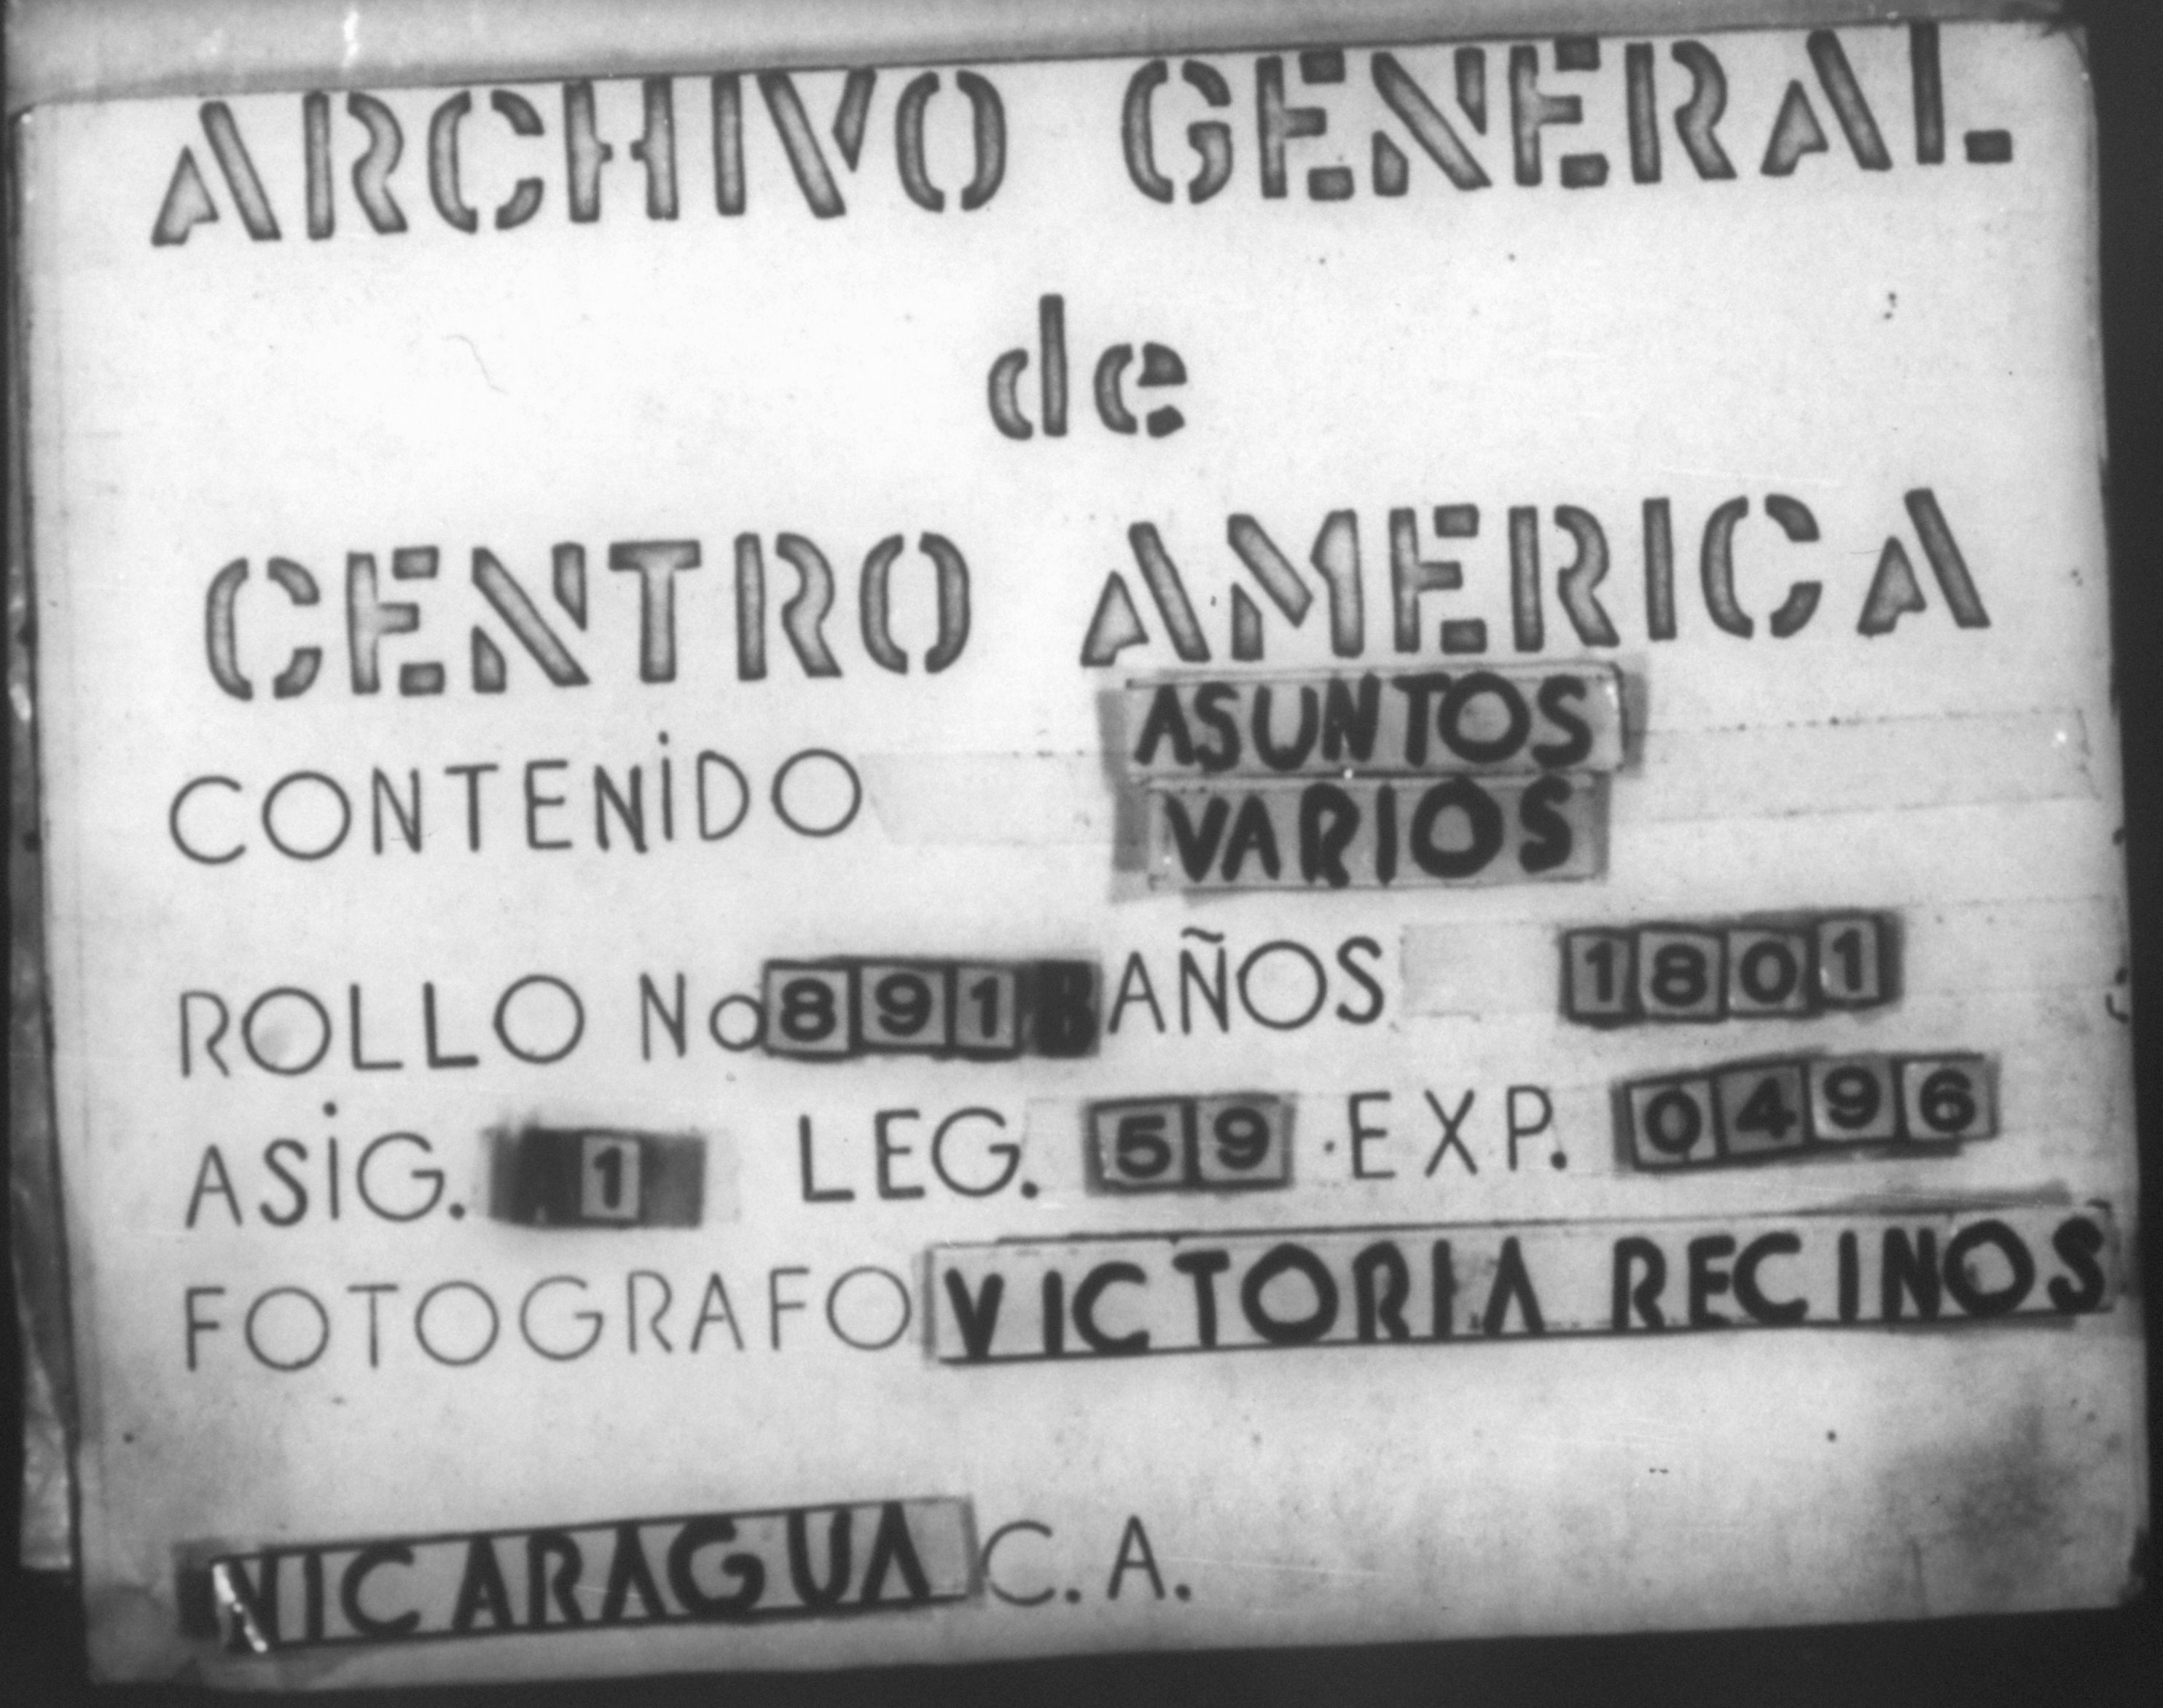 ARCHIVO GENERAL
de
CENTRO AMERICA
CONTENIDO ASUNTOS
VARIOS
ROLLO No 891 AÑOS 1801
ASIG. 1 LEG. 59 EXP. 0496
FOTOGRAFO VICTORIA RECINOS
NICARAGUA C. A.